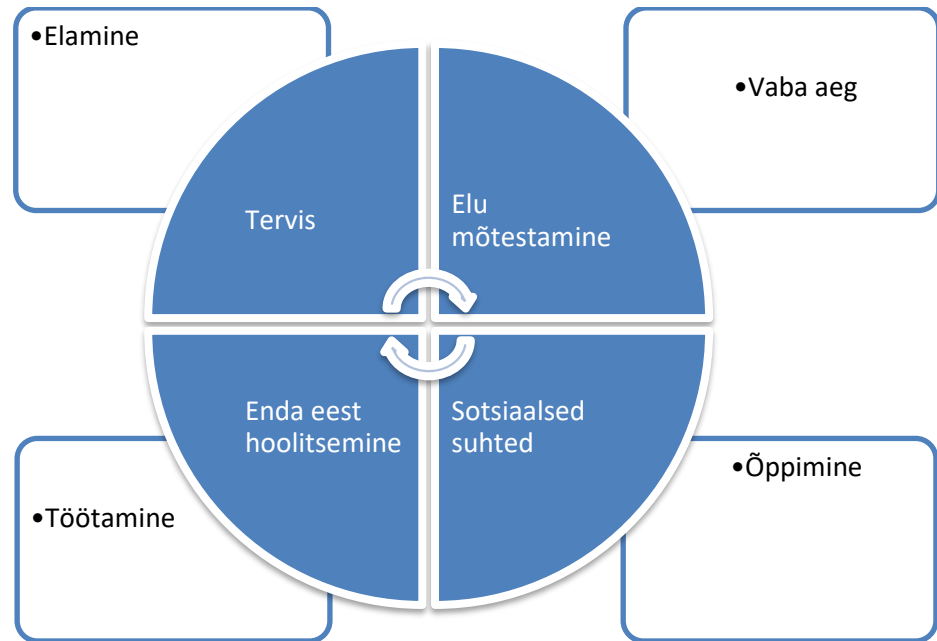 •Elamine
•Vaba aeg
Tervis
Elu
mõtestamine
Enda eest
hoolitsemine
Sotsiaalsed
suhted
•Töötamine
•Õppimine